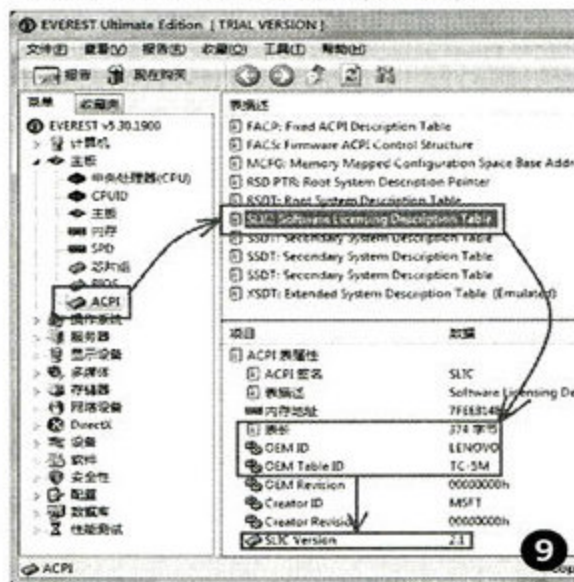 EVEREST Ultimate Edition [ TRIAL VERSION ]
文件(F) 查看(V) 报告(R) 收藏(O) 工具(T) 帮助(H)
报告 现在购买
菜单 收藏夹
EVEREST v5.30.1900
计算机
主板
中央处理器(CPU)
CPUID
主板
内存
SPD
芯片组
BIOS
ACPI
操作系统
服务器
显示设备
多媒体
存储器
网络设备
DirectX
设备
软件
安全性
配置
数据库
性能测试
表描述
FACP: Fixed ACPI Description Table
FACS: Firmware ACPI Control Structure
MCFG: Memory Mapped Configuration Space Base Addr
RSD PTR: Root System Description Pointer
RSDT: Root System Description Table
SLIC: Software Licensing Description Table
SSDT: Secondary System Description Table
SSDT: Secondary System Description Table
SSDT: Secondary System Description Table
XSDT: Extended System Description Table (Emulated)
项目 数据
ACPI 表属性
ACPI 签名 SLIC
表描述 Software Licensing De
内存地址
表长 374 字节
OEM ID LENOVO
OEM Table ID TC-5M
OEM Revision 00000000h
Creator ID MSFT
Creator Revision 00000000h
SLIC Version 2.1
9
ACPI